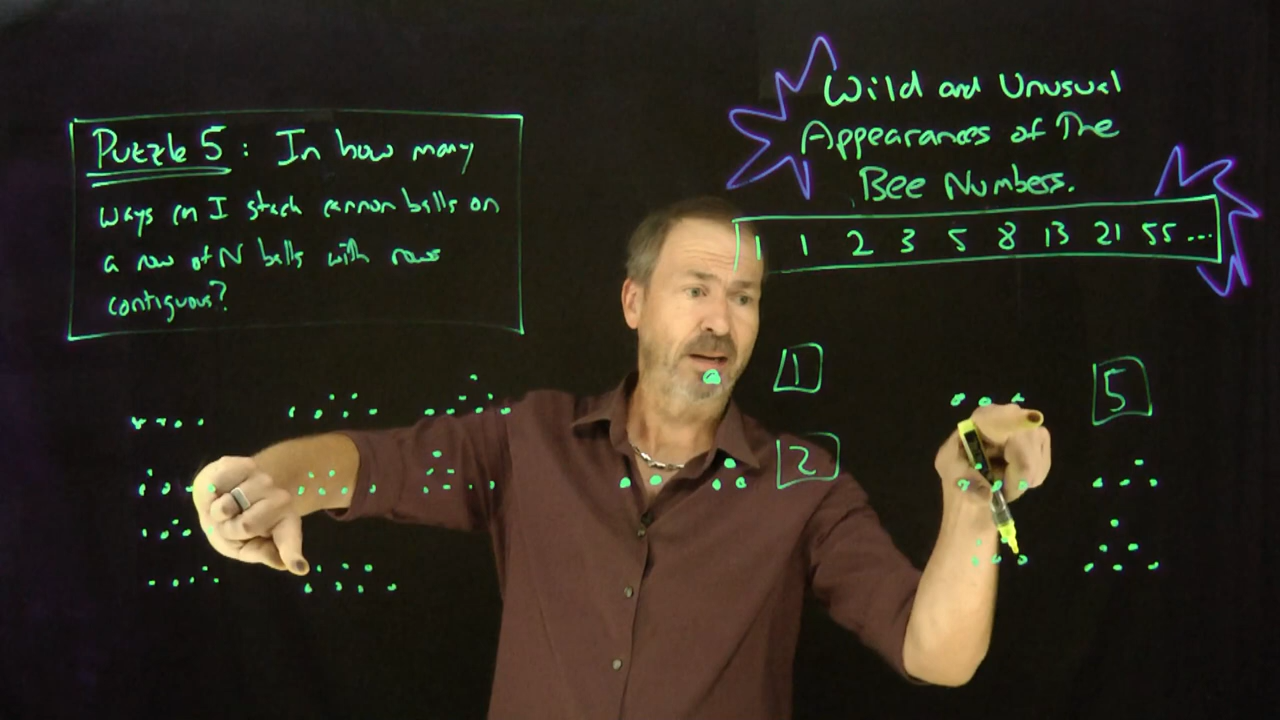 Puzzle 5: In how many
ways can I stack cannon balls on
a row of N balls with rows
contiguous?
Wild and Unusual
Appearances of The
Bee Numbers.
1 1 2 3 5 8 13 21 55 ...
1
2
5